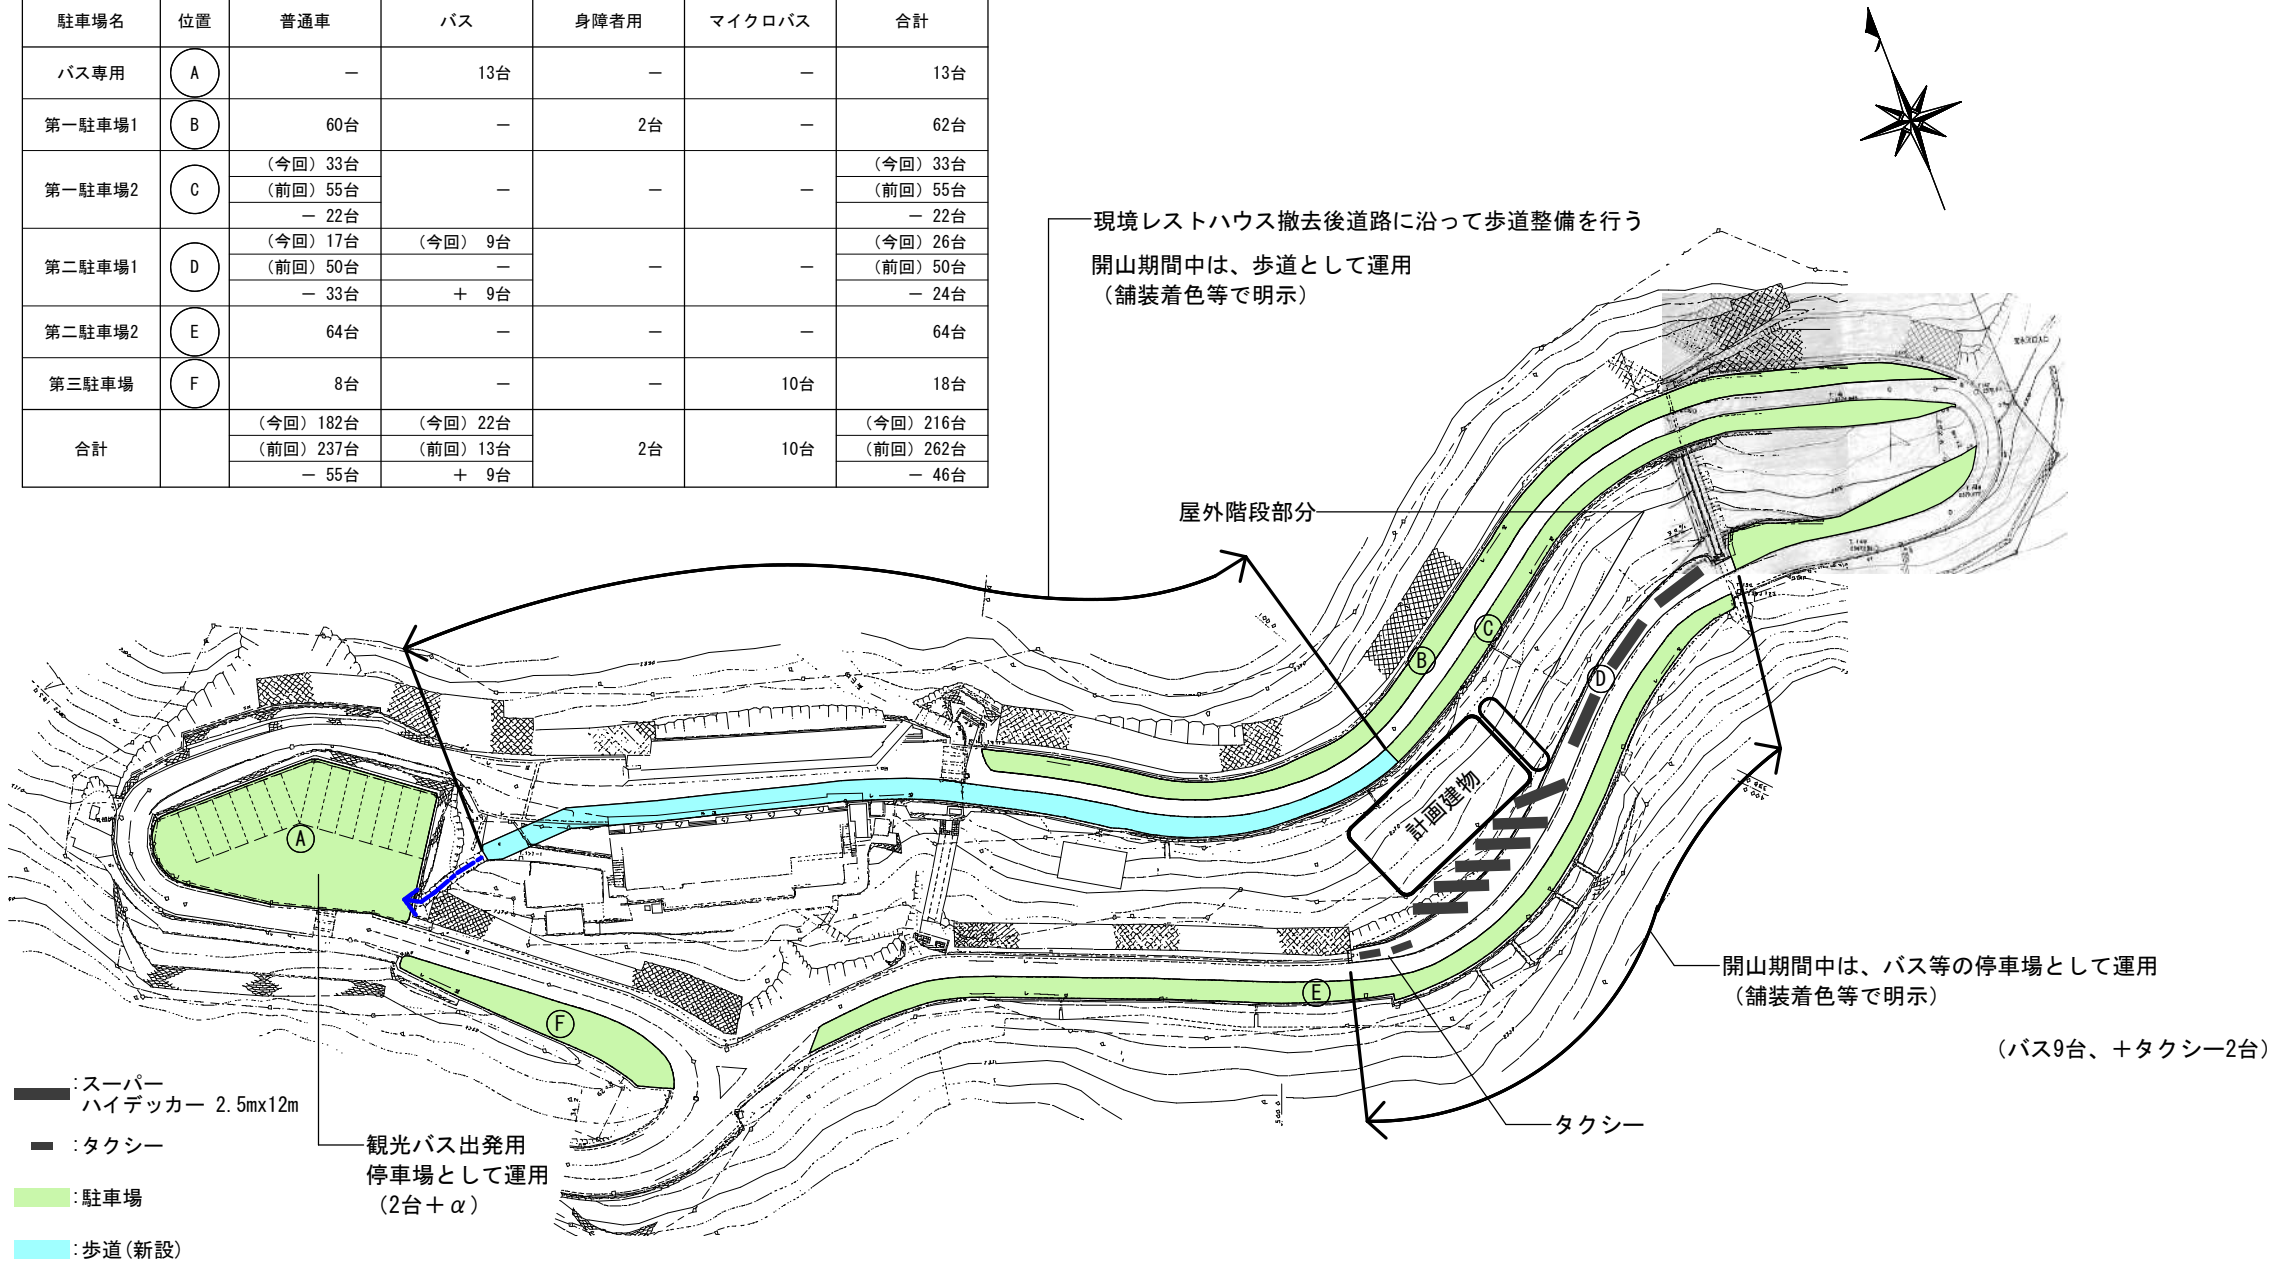 駐車場名 位置 普通車 バス 身障者用 マイクロバス 合計
バス専用 A － 13台 － － 13台
第一駐車場1 B 60台 － 2台 － 62台
(今回) 33台 (今回) 33台
第一駐車場2 C (前回) 55台 － － － (前回) 55台
－ 22台 － 22台
(今回) 17台 (今回) 9台 (今回) 26台
第二駐車場1 D (前回) 50台 － － － (前回) 50台
－ 33台 ＋ 9台 － 24台
第二駐車場2 E 64台 － － － 64台
第三駐車場 F 8台 － － 10台 18台
(今回) 182台 (今回) 22台 (今回) 216台
合計 (前回) 237台 (前回) 13台 2台 10台 (前回) 262台
－ 55台 ＋ 9台 － 46台
現境レストハウス撤去後道路に沿って歩道整備を行う
開山期間中は、歩道として運用
（舗装着色等で明示）
屋外階段部分
C
B
D
計画建物
A
E
F
開山期間中は、バス等の停車場として運用
（舗装着色等で明示）
（バス9台、＋タクシー2台）
タクシー
観光バス出発用
停車場として運用
（2台＋α）
:スーパー
ハイデッカー 2.5mx12m
:タクシー
:駐車場
:歩道(新設)